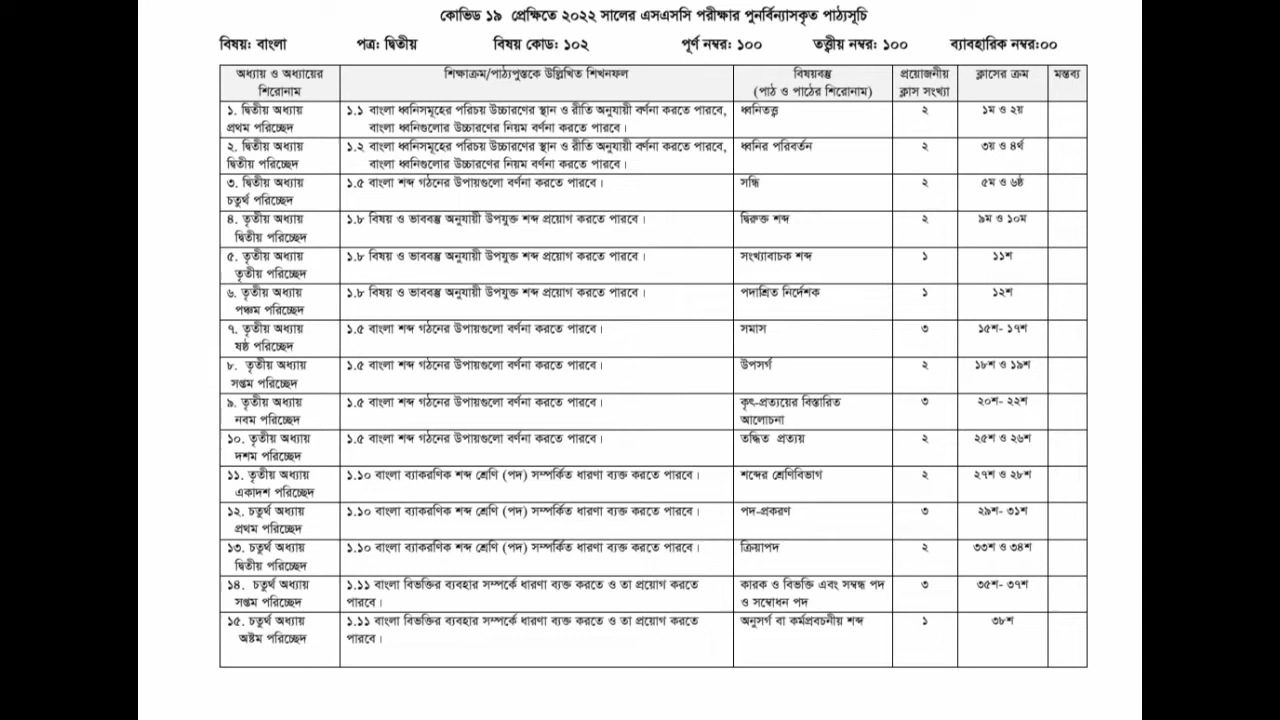 কোভিড ১৯ প্রেক্ষিতে ২০২২ সালের এসএসসি পরীক্ষার পুনর্বিন্যাসকৃত পাঠ্যসূচি
বিষয়: বাংলা পত্র: দ্বিতীয় বিষয় কোড: ১০২ পূর্ণ নম্বর: ১০০ তত্ত্বীয় নম্বর: ১০০ ব্যাবহারিক নম্বর:০০
অধ্যায় ও অধ্যায়ের শিক্ষাক্রম/পাঠ্যপুস্তকে উল্লিখিত শিখনফল বিষয়বস্তু প্রয়োজনীয় ক্লাসের ক্রম মন্তব্য
শিরোনাম (পাঠ ও পাঠের শিরোনাম) ক্লাস সংখ্যা
১. দ্বিতীয় অধ্যায় ১.১ বাংলা ধ্বনিসমূহের পরিচয় উচ্চারণের স্থান ও রীতি অনুযায়ী বর্ণনা করতে পারবে, ধ্বনিতত্ত্ব ২ ১ম ও ২য়
প্রথম পরিচ্ছেদ বাংলা ধ্বনিগুলোর উচ্চারণের নিয়ম বর্ণনা করতে পারবে।
২. দ্বিতীয় অধ্যায় ১.২ বাংলা ধ্বনিসমূহের পরিচয় উচ্চারণের স্থান ও রীতি অনুযায়ী বর্ণনা করতে পারবে, ধ্বনির পরিবর্তন ২ ৩য় ও ৪র্থ
দ্বিতীয় পরিচ্ছেদ বাংলা ধ্বনিগুলোর উচ্চারণের নিয়ম বর্ণনা করতে পারবে।
৩. দ্বিতীয় অধ্যায় ১.৫ বাংলা শব্দ গঠনের উপায়গুলো বর্ণনা করতে পারবে। সন্ধি ২ ৫ম ও ৬ষ্ঠ
চতুর্থ পরিচ্ছেদ
৪. তৃতীয় অধ্যায় ১.৮ বিষয় ও ভাববস্তু অনুযায়ী উপযুক্ত শব্দ প্রয়োগ করতে পারবে। দ্বিরুক্ত শব্দ ২ ৯ম ও ১০ম
দ্বিতীয় পরিচ্ছেদ
৫. তৃতীয় অধ্যায় ১.৮ বিষয় ও ভাববস্তু অনুযায়ী উপযুক্ত শব্দ প্রয়োগ করতে পারবে। সংখ্যাবাচক শব্দ ১ ১১শ
তৃতীয় পরিচ্ছেদ
৬. তৃতীয় অধ্যায় ১.৮ বিষয় ও ভাববস্তু অনুযায়ী উপযুক্ত শব্দ প্রয়োগ করতে পারবে। পদাশ্রিত নির্দেশক ১ ১২শ
পঞ্চম পরিচ্ছেদ
৭. তৃতীয় অধ্যায় ১.৫ বাংলা শব্দ গঠনের উপায়গুলো বর্ণনা করতে পারবে। সমাস ৩ ১৫শ- ১৭শ
ষষ্ঠ পরিচ্ছেদ
৮. তৃতীয় অধ্যায় ১.৫ বাংলা শব্দ গঠনের উপায়গুলো বর্ণনা করতে পারবে। উপসর্গ ২ ১৮শ ও ১৯শ
সপ্তম পরিচ্ছেদ
৯. তৃতীয় অধ্যায় ১.৫ বাংলা শব্দ গঠনের উপায়গুলো বর্ণনা করতে পারবে। কৃৎ-প্রত্যয়ের বিস্তারিত ৩ ২০শ- ২২শ
নবম পরিচ্ছেদ আলোচনা
১০. তৃতীয় অধ্যায় ১.৫ বাংলা শব্দ গঠনের উপায়গুলো বর্ণনা করতে পারবে। তদ্ধিত প্রত্যয় ২ ২৫শ ও ২৬শ
দশম পরিচ্ছেদ
১১. তৃতীয় অধ্যায় ১.১০ বাংলা ব্যাকরণিক শব্দ শ্রেণি (পদ) সম্পর্কিত ধারণা ব্যক্ত করতে পারবে। শব্দের শ্রেণিবিভাগ ২ ২৭শ ও ২৮শ
একাদশ পরিচ্ছেদ
১২. চতুর্থ অধ্যায় ১.১০ বাংলা ব্যাকরণিক শব্দ শ্রেণি (পদ) সম্পর্কিত ধারণা ব্যক্ত করতে পারবে। পদ-প্রকরণ ৩ ২৯শ- ৩১শ
প্রথম পরিচ্ছেদ
১৩. চতুর্থ অধ্যায় ১.১০ বাংলা ব্যাকরণিক শব্দ শ্রেণি (পদ) সম্পর্কিত ধারণা ব্যক্ত করতে পারবে। ক্রিয়াপদ ২ ৩৩শ ও ৩৪শ
দ্বিতীয় পরিচ্ছেদ
১৪. চতুর্থ অধ্যায় ১.১১ বাংলা বিভক্তির ব্যবহার সম্পর্কে ধারণা ব্যক্ত করতে ও তা প্রয়োগ করতে কারক ও বিভক্তি এবং সম্বন্ধ পদ ৩ ৩৫শ- ৩৭শ
সপ্তম পরিচ্ছেদ পারবে। ও সম্বোধন পদ
১৫. চতুর্থ অধ্যায় ১.১১ বাংলা বিভক্তির ব্যবহার সম্পর্কে ধারণা ব্যক্ত করতে ও তা প্রয়োগ করতে অনুসর্গ বা কর্মপ্রবচনীয় শব্দ ১ ৩৮শ
অষ্টম পরিচ্ছেদ পারবে।